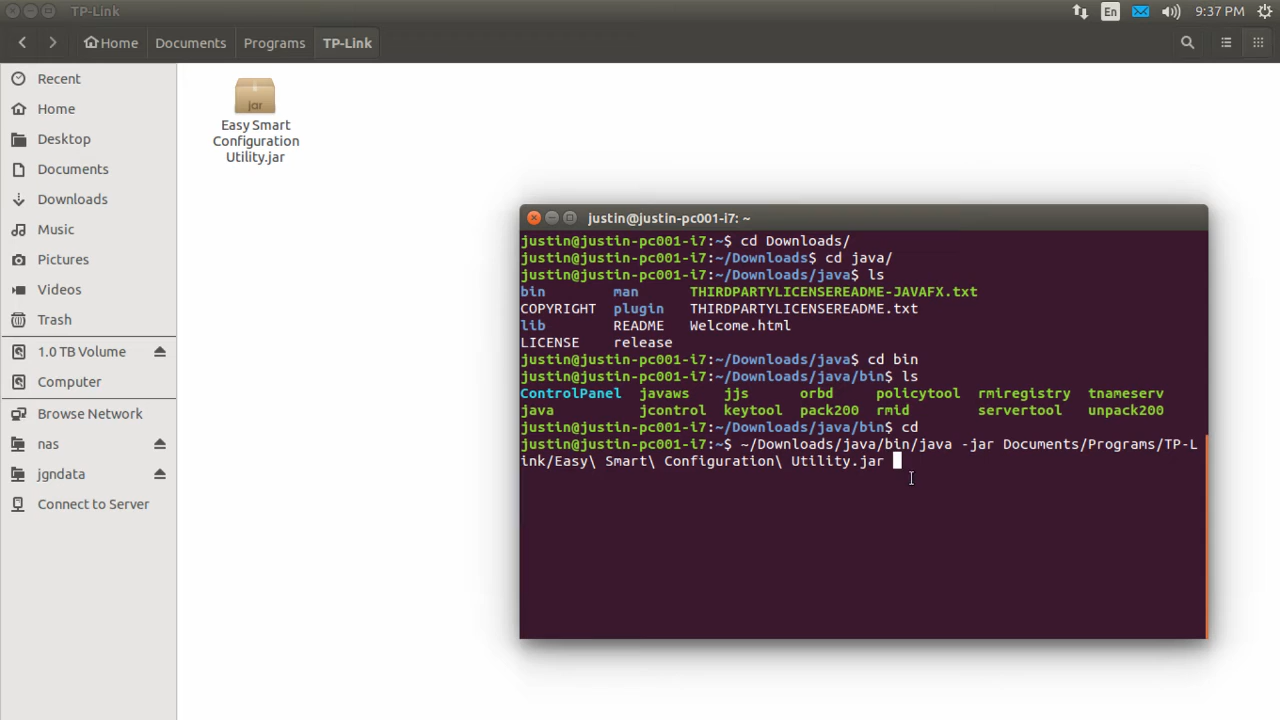 TP-Link
En
9:37 PM
Home
Documents
Programs
TP-Link
Recent
Home
Desktop
Documents
Downloads
Music
Pictures
Videos
Trash
1.0 TB Volume
Computer
Browse Network
nas
jgndata
Connect to Server
jar
Easy Smart
Configuration
Utility.jar
justin@justin-pc001-i7: ~
justin@justin-pc001-i7:~$ cd Downloads/
justin@justin-pc001-i7:~/Downloads$ cd java/
justin@justin-pc001-i7:~/Downloads/java$ ls
bin man THIRDPARTYLICENSEREADME-JAVAFX.txt
COPYRIGHT plugin THIRDPARTYLICENSEREADME.txt
lib README Welcome.html
LICENSE release
justin@justin-pc001-i7:~/Downloads/java$ cd bin
justin@justin-pc001-i7:~/Downloads/java/bin$ ls
ControlPanel javaws jjs orbd policytool rmiregistry tnameserv
java jcontrol keytool pack200 rmid servertool unpack200
justin@justin-pc001-i7:~/Downloads/java/bin$ cd
justin@justin-pc001-i7:~$ ~/Downloads/java/bin/java -jar Documents/Programs/TP-L
ink/Easy\ Smart\ Configuration\ Utility.jar